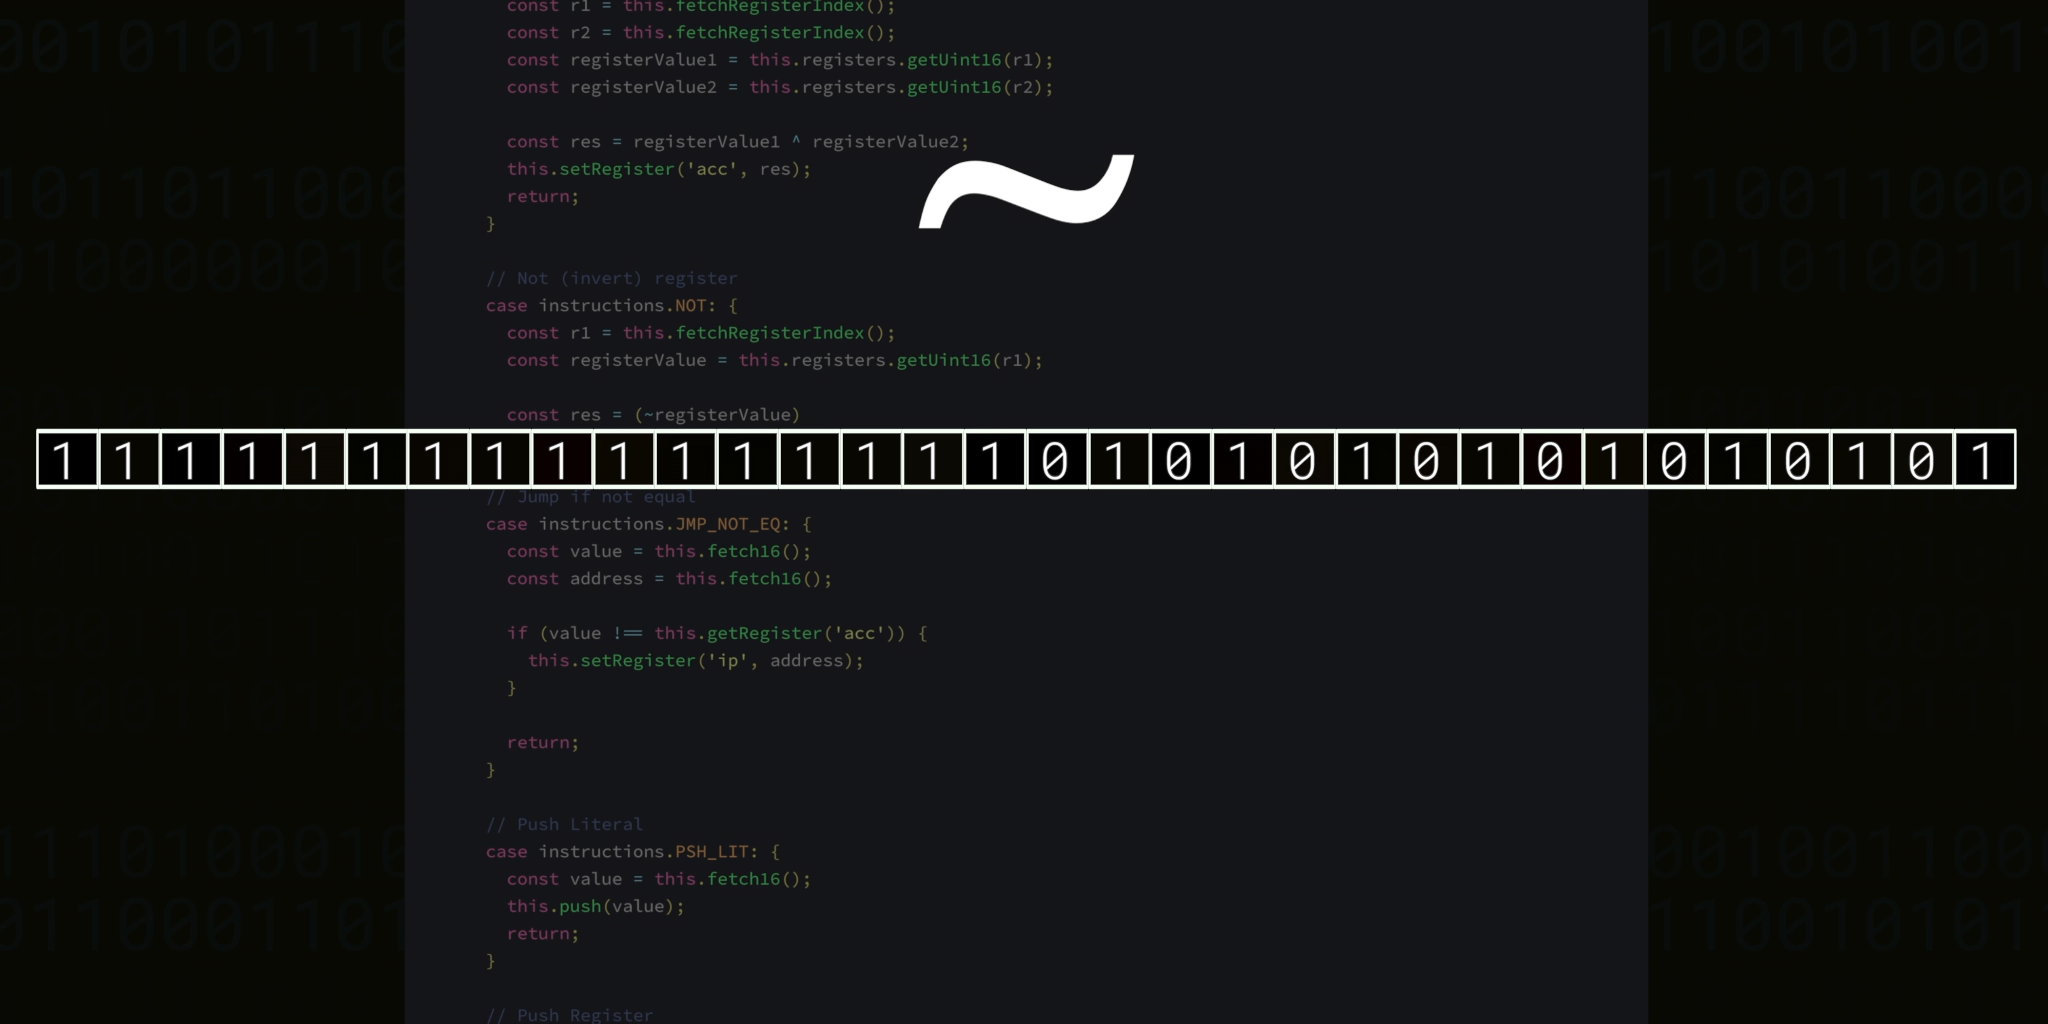 const r1 = this.fetchRegisterIndex();
const r2 = this.fetchRegisterIndex();
const registerValue1 = this.registers.getUint16(r1);
const registerValue2 = this.registers.getUint16(r2);
const res = registerValue1 ^ registerValue2;
~
this.setRegister('acc', res);
return;
}
// Not (invert) register
case instructions.NOT: {
const r1 = this.fetchRegisterIndex();
const registerValue = this.registers.getUint16(r1);
const res = (~registerValue)
1 1 1 1 1 1 1 1 1 1 1 1 1 1 1 1 0 1 0 1 0 1 0 1 0 1 0 1 0 1 0 1
// Jump if not equal
case instructions.JMP_NOT_EQ: {
const value = this.fetch16();
const address = this.fetch16();
if (value !== this.getRegister('acc')) {
this.setRegister('ip', address);
}
return;
}
// Push Literal
case instructions.PSH_LIT: {
const value = this.fetch16();
this.push(value);
return;
}
// Push Register